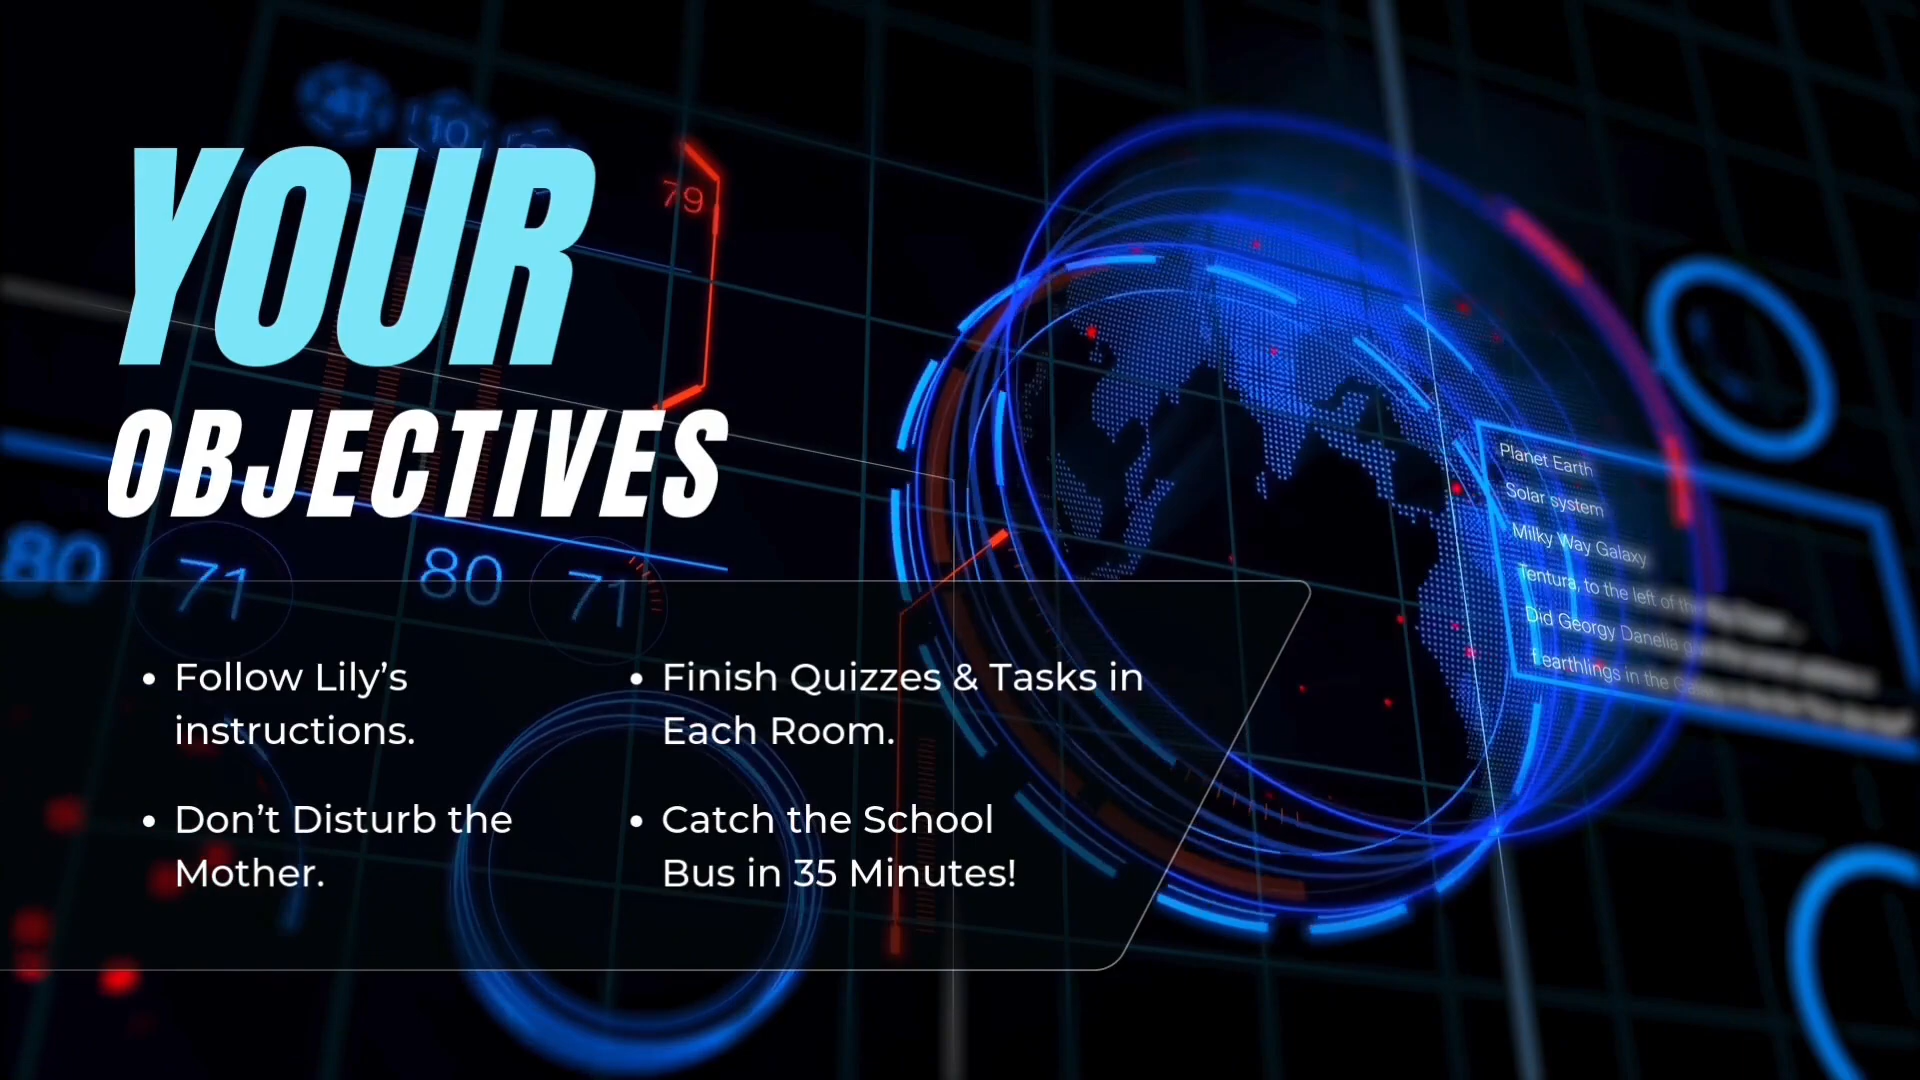 YOUR
OBJECTIVES
79
80
71
80
71
• Follow Lily’s
instructions.
• Don’t Disturb the
Mother.
• Finish Quizzes & Tasks in
Each Room.
• Catch the School
Bus in 35 Minutes!
Planet Earth
Solar system
Milky Way Galaxy
Tentura, to the left of
Did Georgy Danelia
earthlings in the